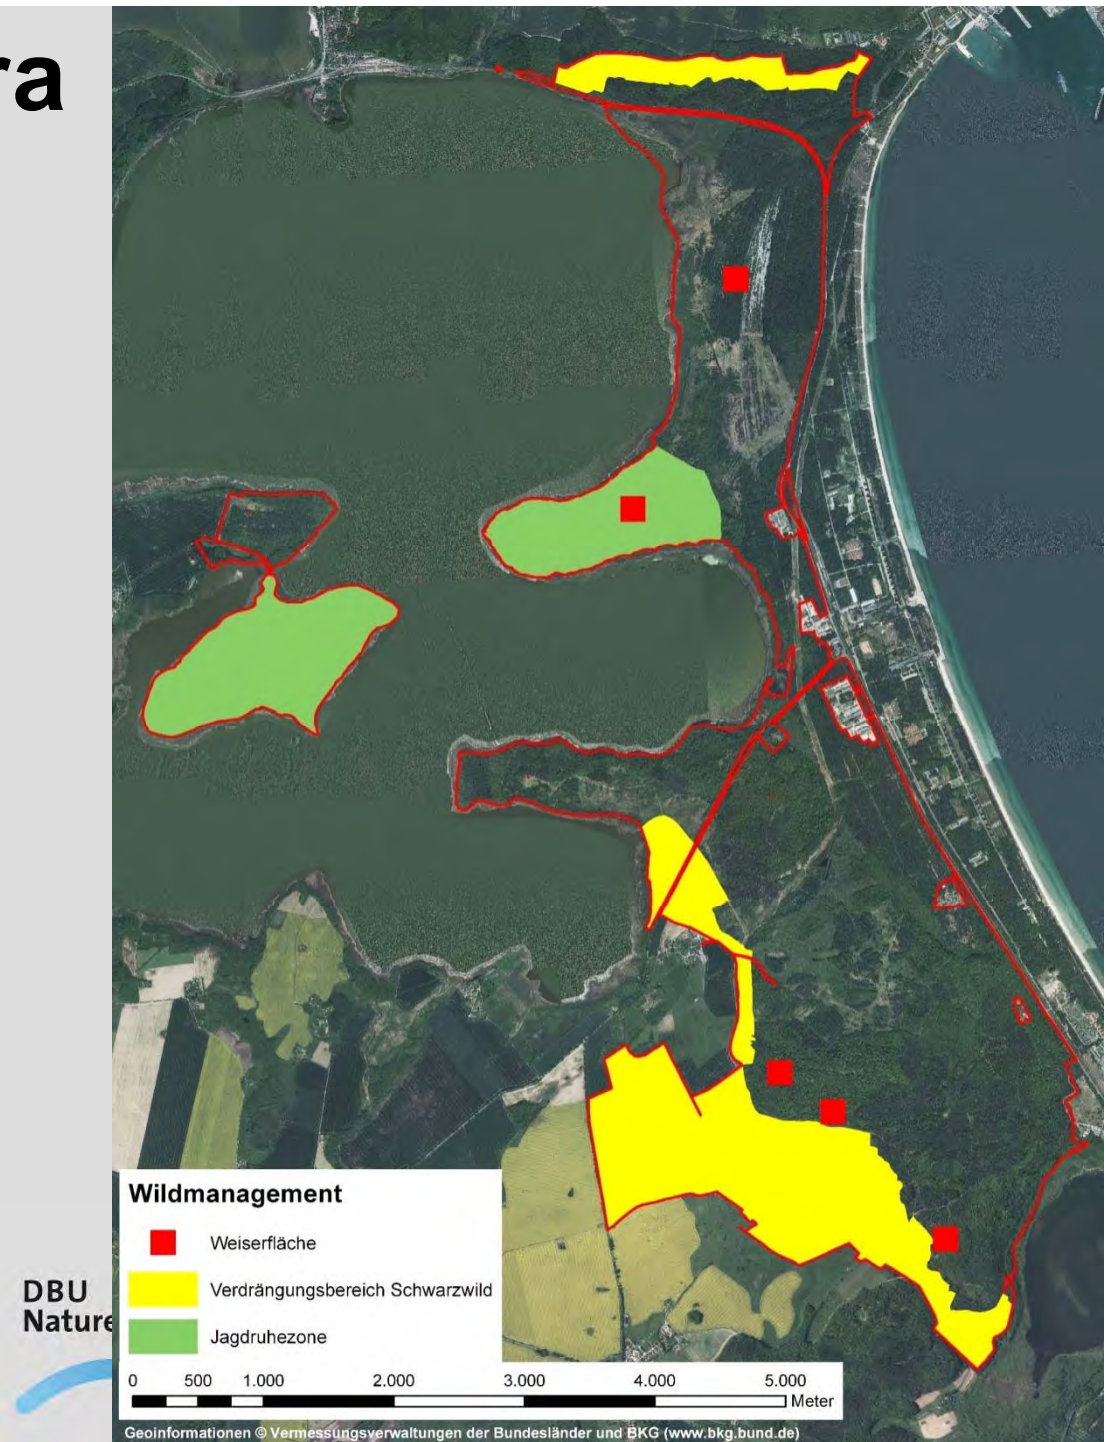 ra
Wildmanagement
Weiserfläche
Verdrängungsbereich Schwarzwild
Jagdruhezone
DBU
Nature
0 500 1.000 2.000 3.000 4.000 5.000
Meter
Geoinformationen © Vermessungsverwaltungen der Bundesländer und BKG (www.bkg.bund.de)